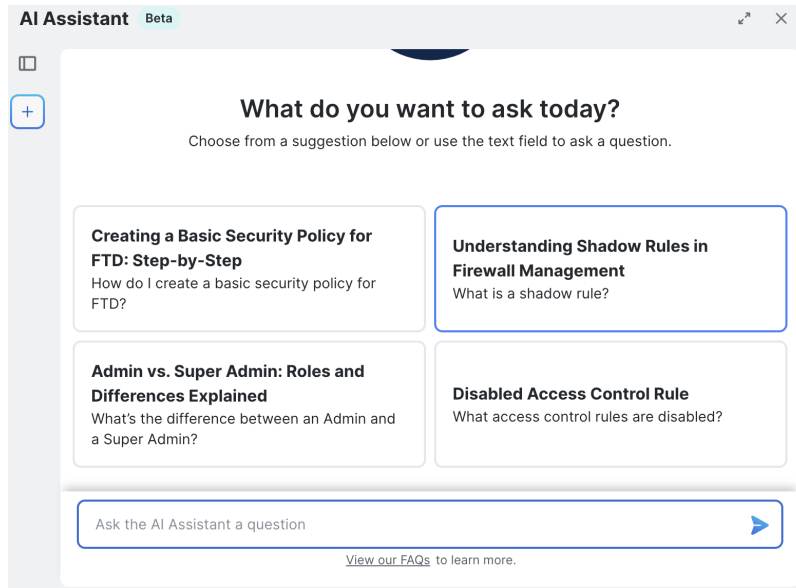 AI Assistant Beta
What do you want to ask today?
Choose from a suggestion below or use the text field to ask a question.
Creating a Basic Security Policy for
FTD: Step-by-Step
How do I create a basic security policy for
FTD?
Understanding Shadow Rules in
Firewall Management
What is a shadow rule?
Admin vs. Super Admin: Roles and
Differences Explained
What's the difference between an Admin and
a Super Admin?
Disabled Access Control Rule
What access control rules are disabled?
Ask the AI Assistant a question
View our FAQs to learn more.